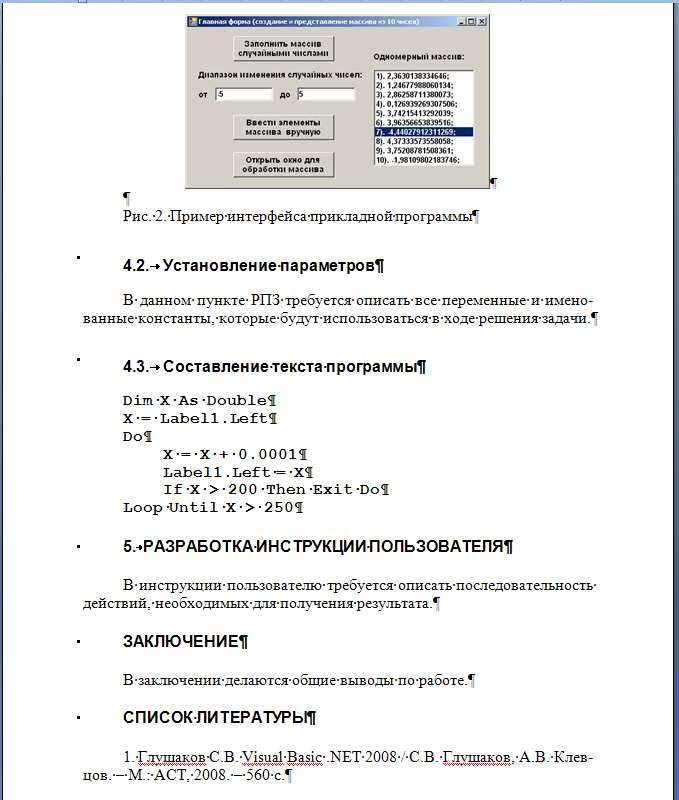 Главная форма (создание и представление массива из 10 чисел)
Заполнить массив
случайными числами
Одномерный массив:
Диапазон изменения случайных чисел:
от -5 до 5
Ввести элементы
массива вручную
Открыть окно для
обработки массива
1). 2,3630138334646;
2). 1,24677988060134;
3). 2,86258711380073;
4). 0,126939269307506;
5). 3,74215413292039;
6). 3,96356653839516;
7). -4,44027912311269;
8). 4,37333573558058;
9). 3,75208781508361;
10). -1,98109802183746;
¶
¶
Рис.·2.·Пример·интерфейса·прикладной·программы¶
4.2.→Установление·параметров¶
В·данном·пункте·РПЗ·требуется·описать·все·переменные·и·имено-
ванные·константы,·которые·будут·использоваться·в·ходе·решения·задачи.¶
4.3.→Составление·текста·программы¶
Dim·X·As·Double¶
X·=·Label1.Left¶
Do¶
X·=·X·+·0.0001¶
Label1.Left·=·X¶
If·X·>·200·Then·Exit·Do¶
Loop·Until·X·>·250¶
5.→РАЗРАБОТКА·ИНСТРУКЦИИ·ПОЛЬЗОВАТЕЛЯ¶
В·инструкции·пользователю·требуется·описать·последовательность·
действий,·необходимых·для·получения·результата.¶
ЗАКЛЮЧЕНИЕ¶
В·заключении·делаются·общие·выводы·по·работе.¶
СПИСОК·ЛИТЕРАТУРЫ¶
1.·Глушаков·С.В.·Visual·Basic·.NET·2008·/·С.В.·Глушаков,·А.В.·Клев-
цов.·–·М.:·АСТ,·2008.·–·560·с.¶